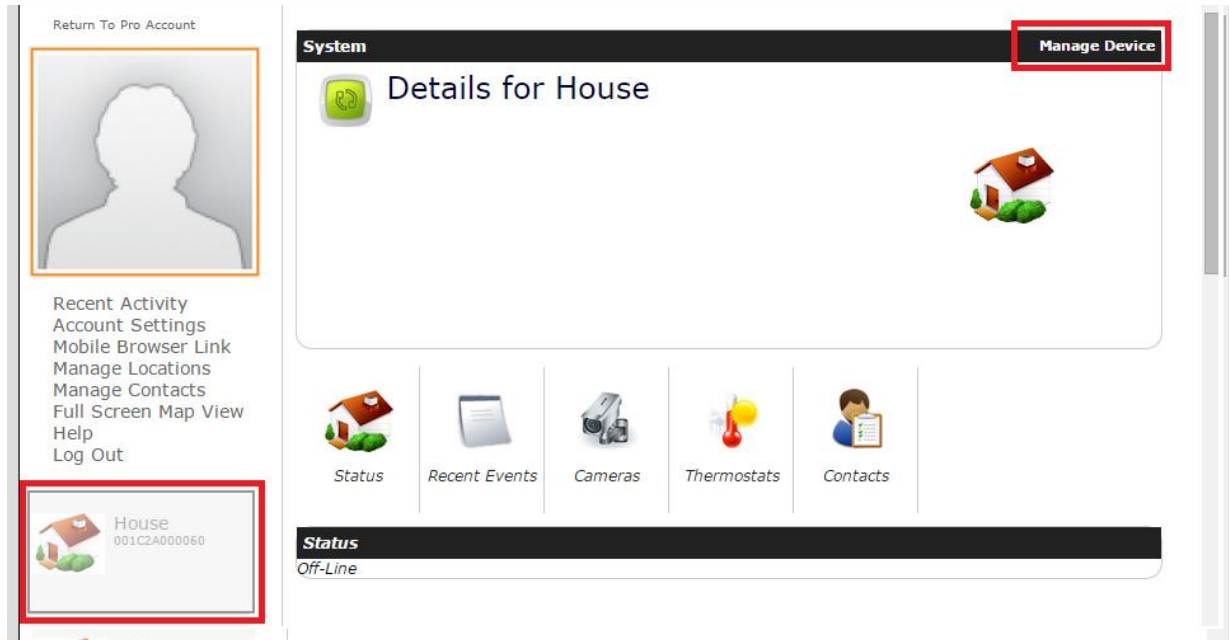 Return To Pro Account
Recent Activity
Account Settings
Mobile Browser Link
Manage Locations
Manage Contacts
Full Screen Map View
Help
Log Out
House
001C2A000060
System Manage Device
Details for House
Status Recent Events Cameras Thermostats Contacts
Status
Off-Line